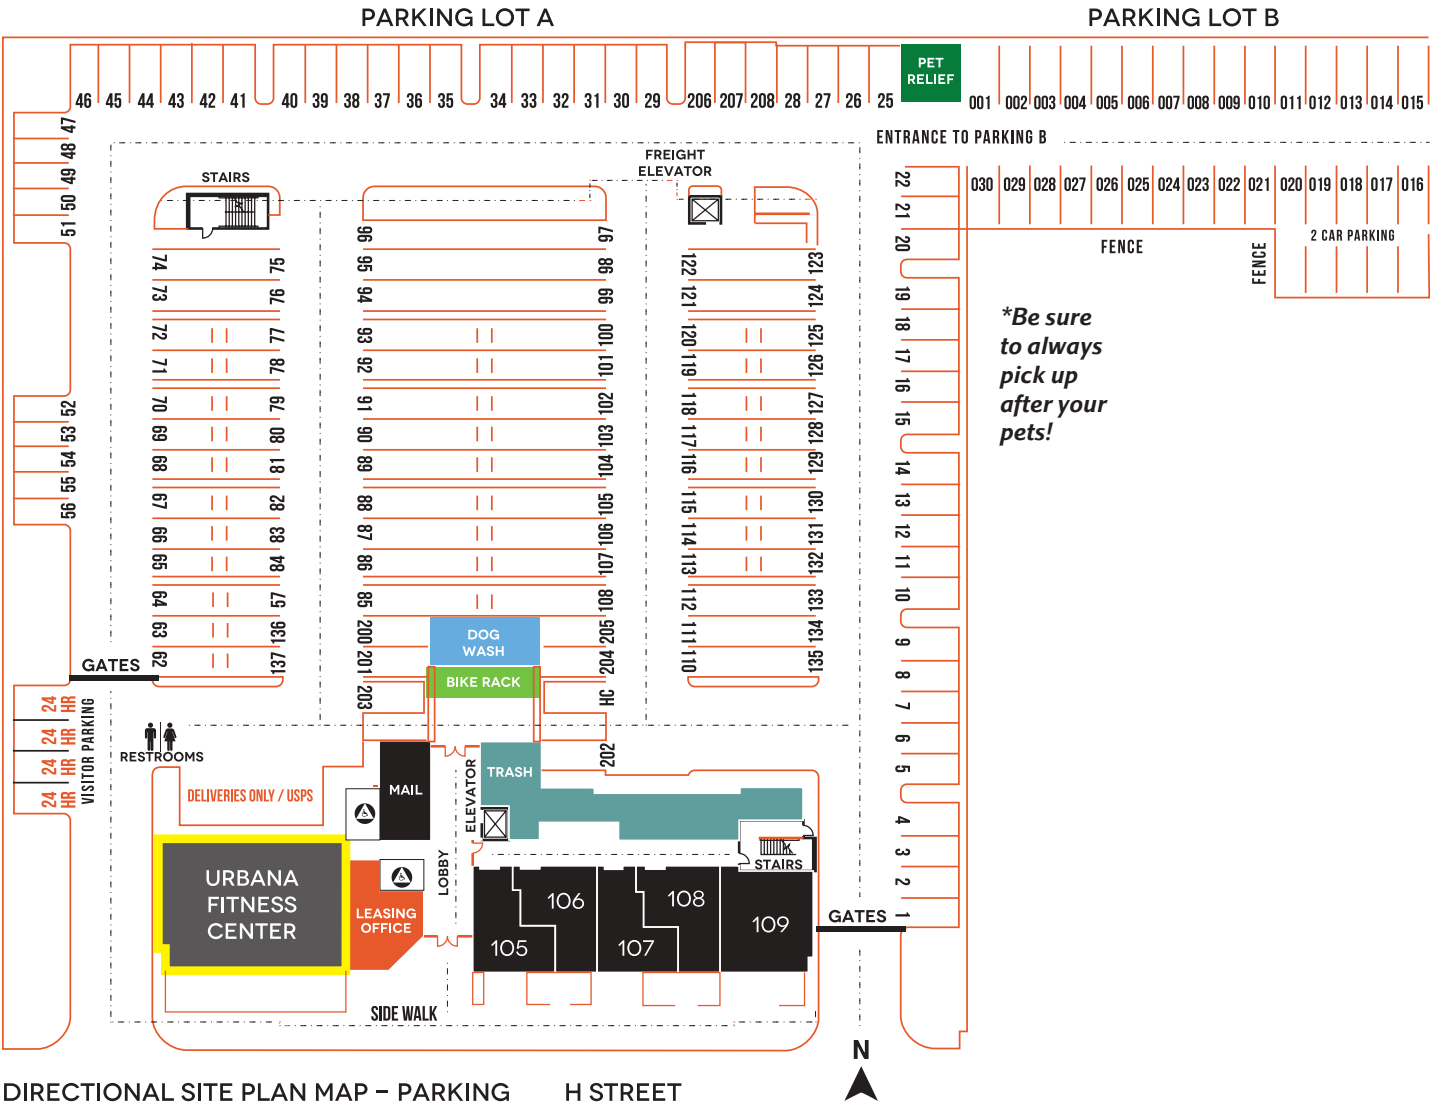 PARKING LOT A
PARKING LOT B
46 45 44 43 42 41 40 39 38 37 36 35 34 33 32 31 30 29 206 207 208 28 27 26 25
PET
RELIEF
001 002 003 004 005 006 007 008 009 010 011 012 013 014 015
ENTRANCE TO PARKING B
030 029 028 027 026 025 024 023 022 021 020 019 018 017 016
FENCE
FENCE
2 CAR PARKING
*Be sure
to always
pick up
after your
pets!
47
48
49
50
51
52
53
54
55
56
GATES
24 HR
24 HR
24 HR
24 HR
VISITOR PARKING
STAIRS
74
73
72
71
70
69
68
67
66
65
64
63
62
75
76
77
78
79
80
81
82
83
84
57
136
137
96
95
94
93
92
91
90
89
88
87
86
85
200
201
203
97
98
99
100
101
102
103
104
105
106
107
108
205
204
HC
202
FREIGHT
ELEVATOR
122
121
120
119
118
117
116
115
114
113
112
111
110
123
124
125
126
127
128
129
130
131
132
133
134
135
22
21
20
19
18
17
16
15
14
13
12
11
10
9
8
7
6
5
4
3
2
1
DOG
WASH
BIKE RACK
RESTROOMS
DELIVERIES ONLY / USPS
MAIL
ELEVATOR
TRASH
LOBBY
STAIRS
URBANA
FITNESS
CENTER
LEASING
OFFICE
105
106
107
108
109
GATES
SIDE WALK
N
DIRECTIONAL SITE PLAN MAP – PARKING
H STREET